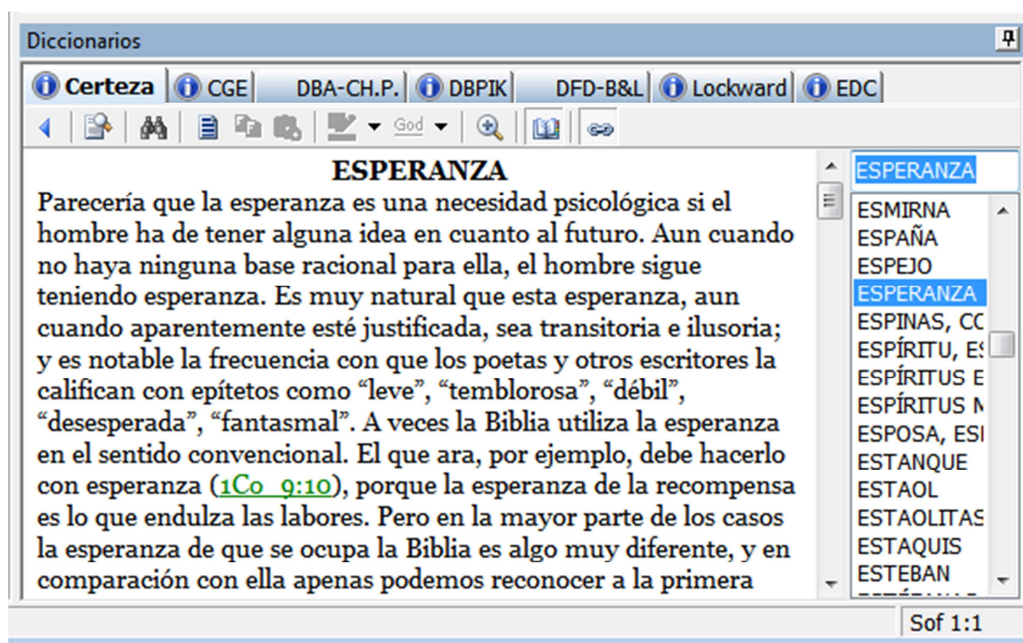 Diccionarios
Certeza CGE DBA-CH.P. DBPIK DFD-B&L Lockward EDC
God
ESPERANZA
Parecería que la esperanza es una necesidad psicológica si el
hombre ha de tener alguna idea en cuanto al futuro. Aun cuando
no haya ninguna base racional para ella, el hombre sigue
teniendo esperanza. Es muy natural que esta esperanza, aun
cuando aparentemente esté justificada, sea transitoria e ilusoria;
y es notable la frecuencia con que los poetas y otros escritores la
califican con epítetos como “leve”, “temblorosa”, “débil”,
“desesperada”, “fantasmal”. A veces la Biblia utiliza la esperanza
en el sentido convencional. El que ara, por ejemplo, debe hacerlo
con esperanza (1Co 9:10), porque la esperanza de la recompensa
es lo que endulza las labores. Pero en la mayor parte de los casos
la esperanza de que se ocupa la Biblia es algo muy diferente, y en
comparación con ella apenas podemos reconocer a la primera
ESPERANZA
ESMIRNA
ESPAÑA
ESPEJO
ESPERANZA
ESPINAS, CO
ESPÍRITU, ES
ESPÍRITUS E
ESPÍRITUS M
ESPOSA, ESI
ESTANQUE
ESTAOL
ESTAOLITAS
ESTAQUIS
ESTEBAN
Sof 1:1